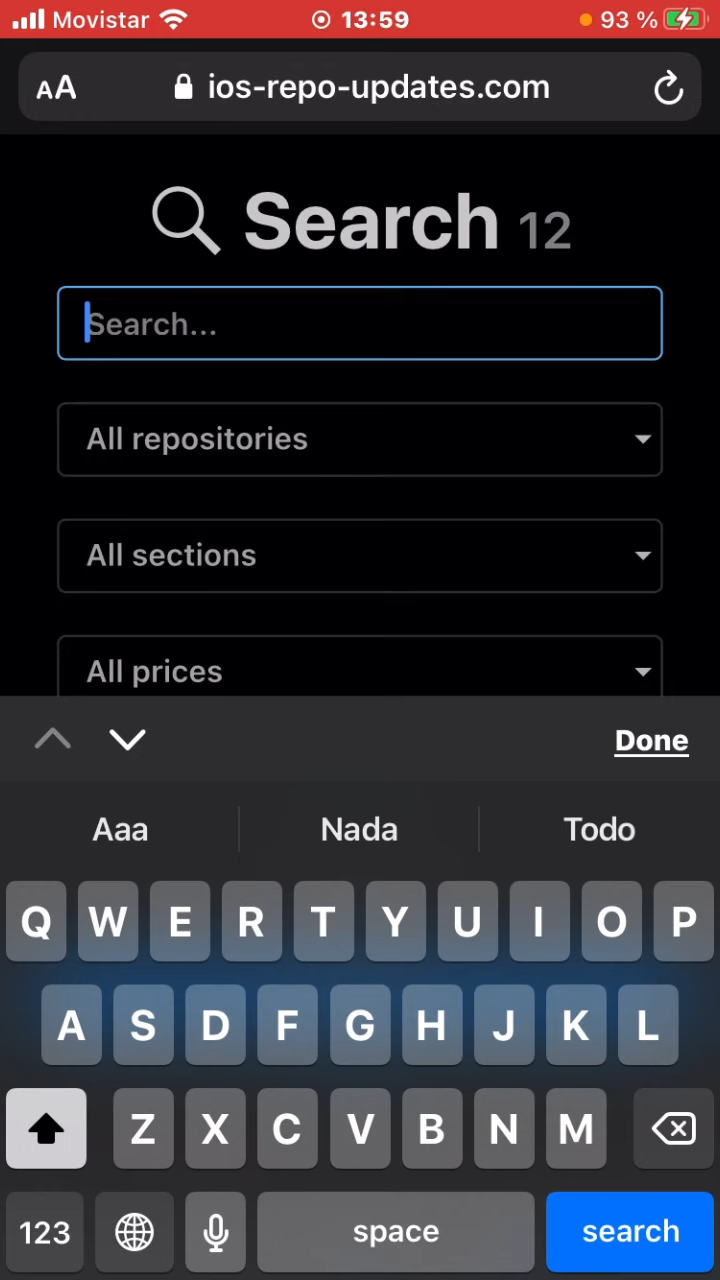 Movistar 13:59 93 %
AA ios-repo-updates.com
Search 12
Search...
All repositories
All sections
All prices
Done
Aaa Nada Todo
Q W E R T Y U I O P
A S D F G H J K L
Z X C V B N M
123 space search